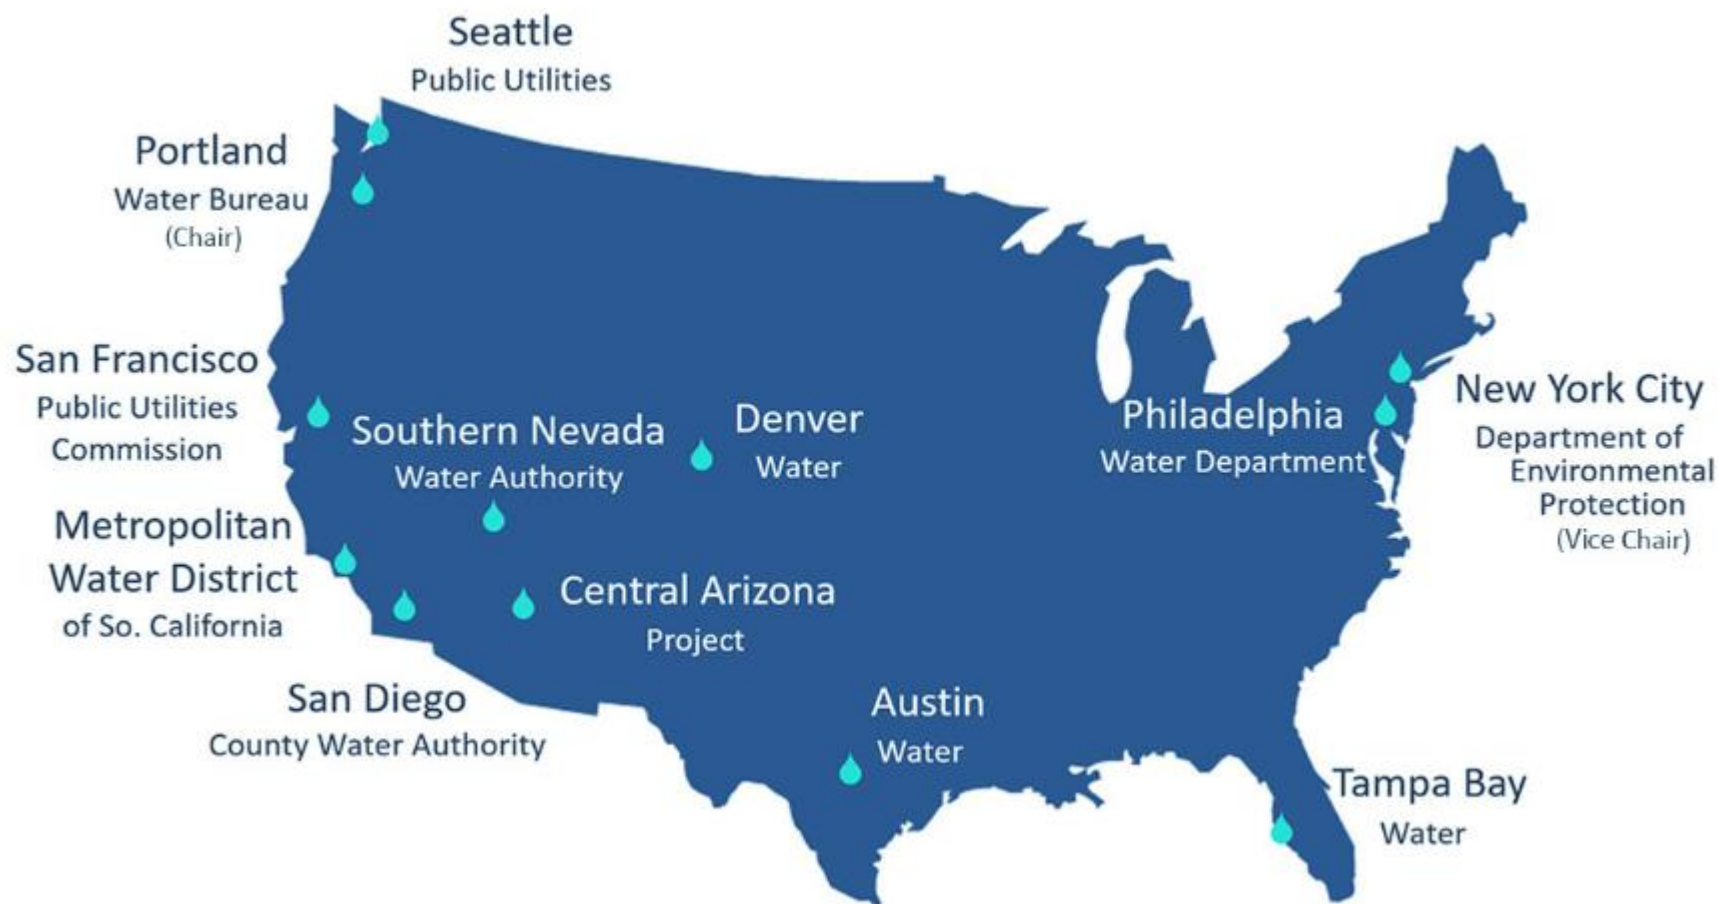 Seattle
Public Utilities
Portland
Water Bureau
(Chair)
San Francisco
Public Utilities
Commission
Southern Nevada
Water Authority
Denver
Water
Philadelphia
Water Department
New York City
Department of
Environmental
Protection
(Vice Chair)
Metropolitan
Water District
of So. California
Central Arizona
Project
San Diego
County Water Authority
Austin
Water
Tampa Bay
Water